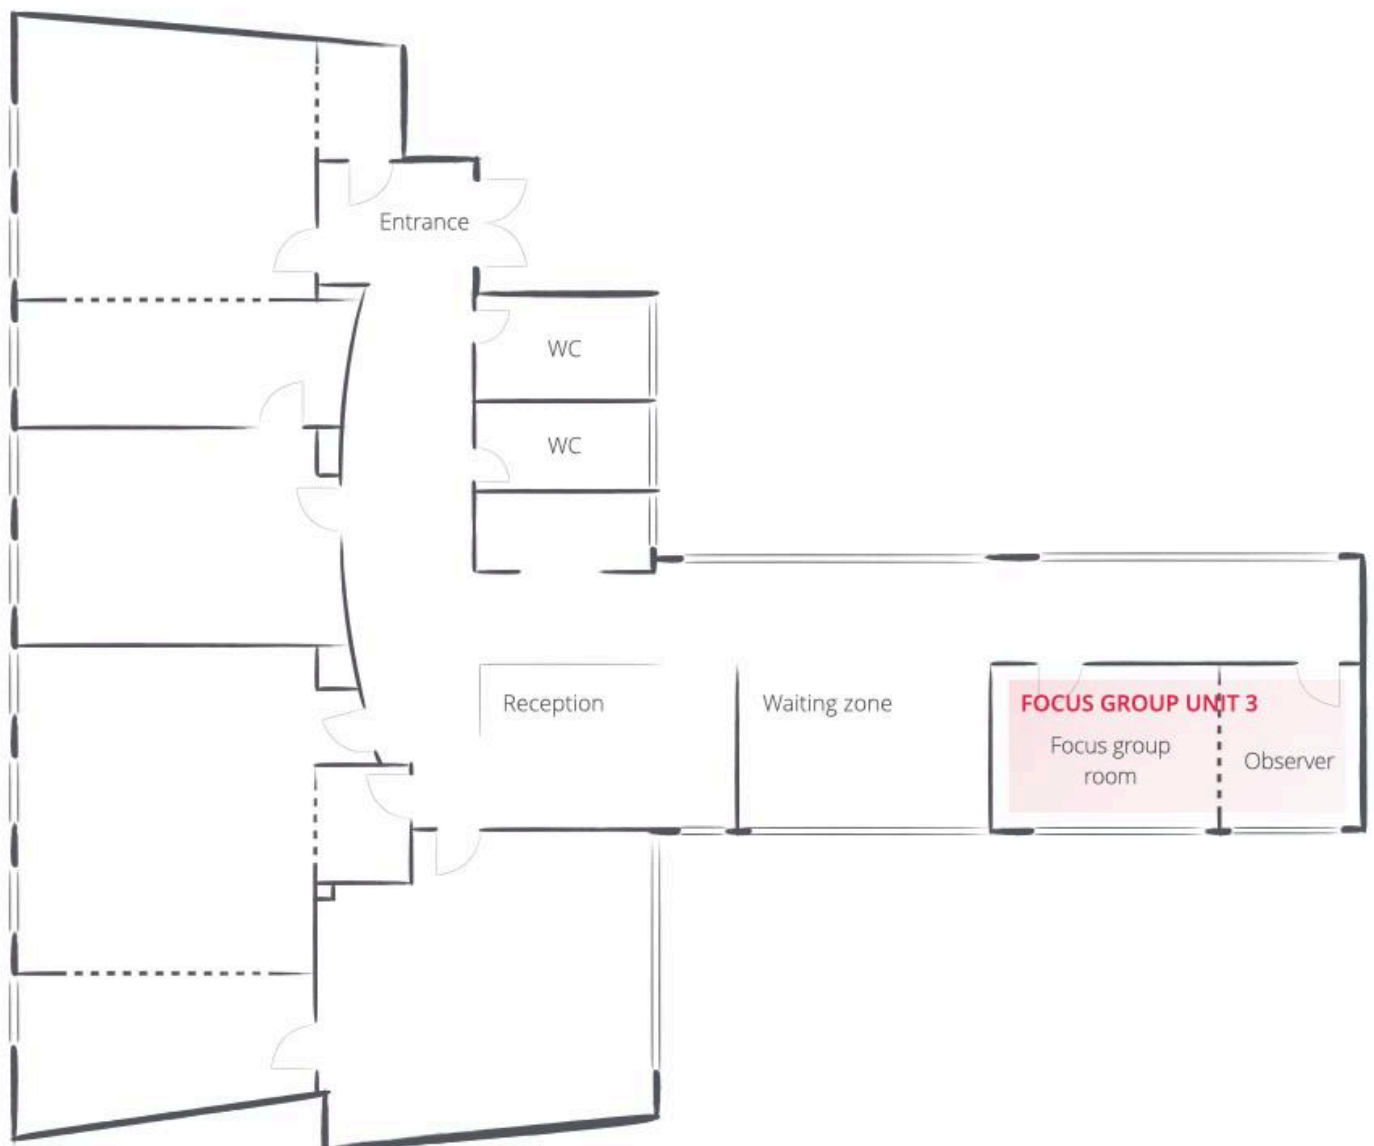 Entrance
WC
WC
Reception
Waiting zone
FOCUS GROUP UNIT 3
Focus group
room
Observer